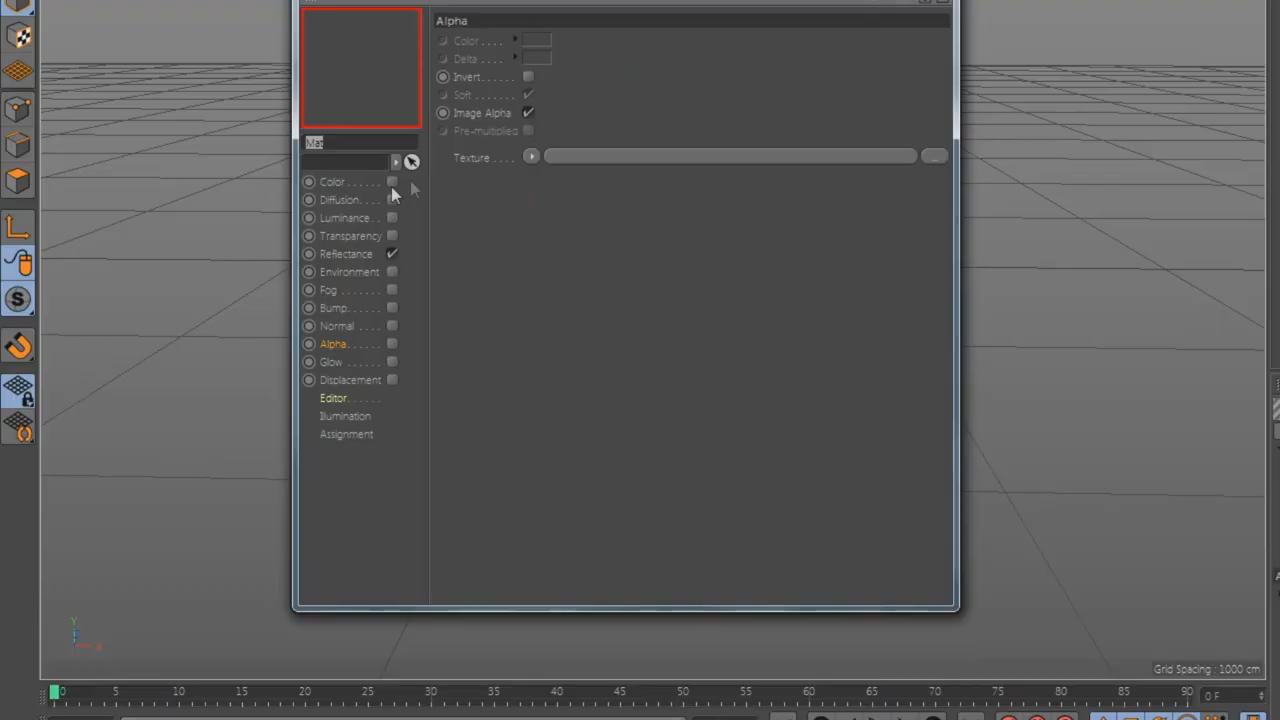 Alpha
Color . . . .
Delta . . . .
Invert. . . . . .
Soft . . . . . . .
Image Alpha
Pre-multiplied
Texture . . . .
Mat
Color . . . . . .
Diffusion. . . .
Luminance. . .
Transparency
Reflectance
Environment
Fog . . . . . . .
Bump. . . . . .
Normal . . . .
Alpha. . . . . .
Glow . . . . . .
Displacement
Editor. . . . . .
Illumination
Assignment
S
Y
Grid Spacing : 1000 cm
0 5 10 15 20 25 30 35 40 45 50 55 60 65 70 75 80 85 90 0 F